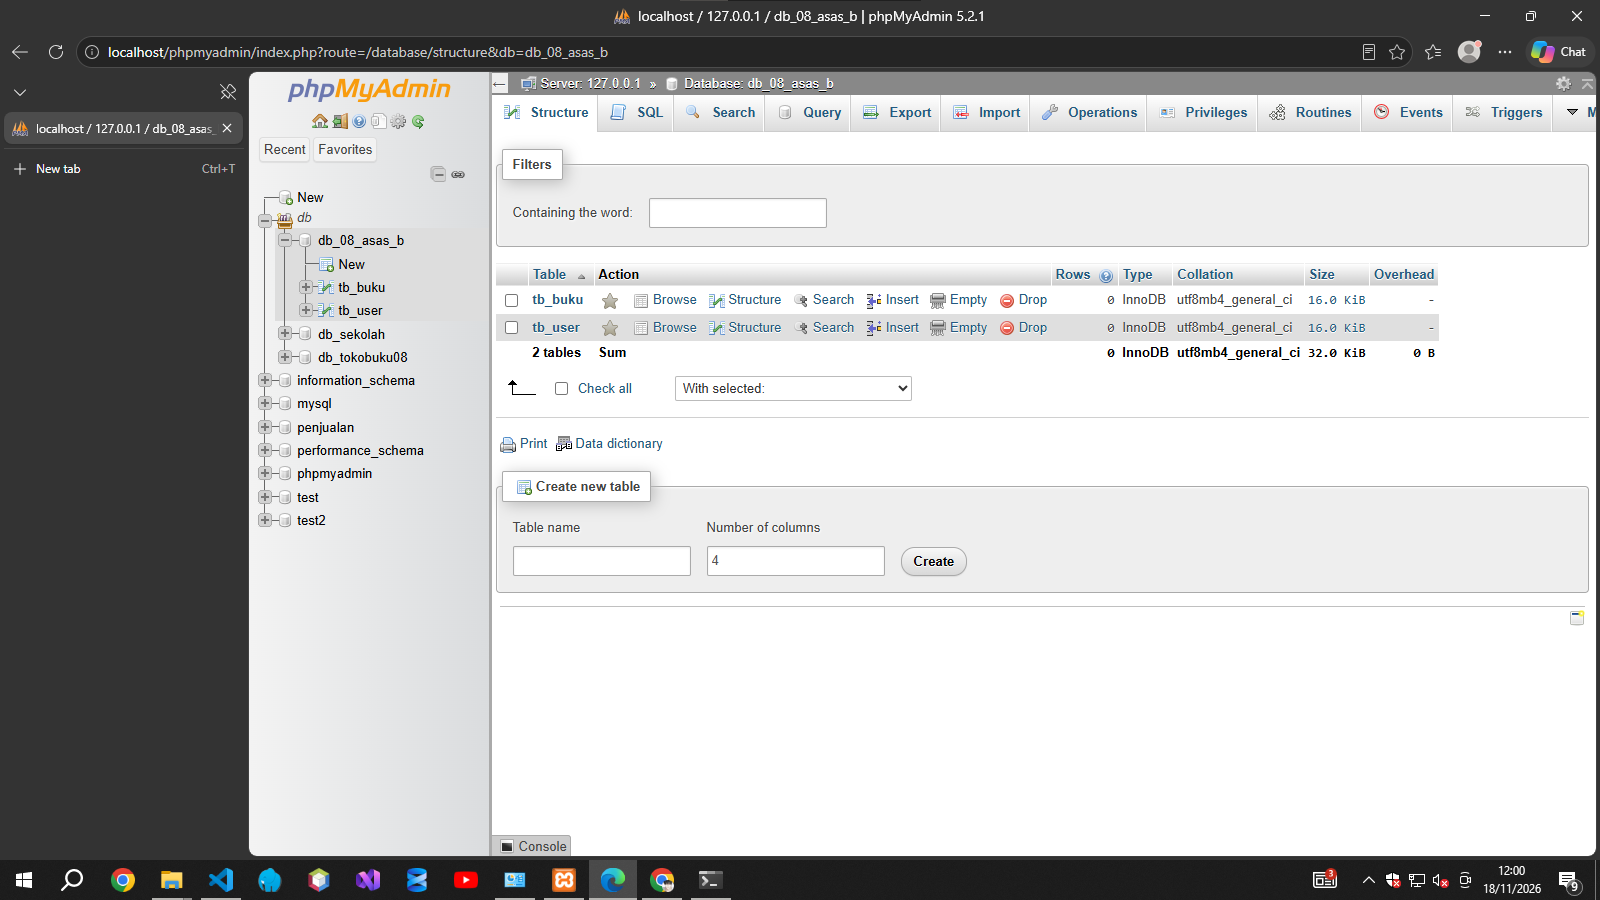 localhost / 127.0.0.1 / db_08_asas_b | phpMyAdmin 5.2.1
localhost/phpmyadmin/index.php?route=/database/structure&db=db_08_asas_b
Chat
localhost / 127.0.0.1 / db_08_asas_
New tab
Ctrl+T
phpMyAdmin
Recent
Favorites
New
db
db_08_asas_b
New
tb_buku
tb_user
db_sekolah
db_tokobuku08
information_schema
mysql
penjualan
performance_schema
phpmyadmin
test
test2
Server: 127.0.0.1 » Database: db_08_asas_b
Structure SQL Search Query Export Import Operations Privileges Routines Events Triggers M
Filters
Containing the word:
Table Action Rows Type Collation Size Overhead
tb_buku Browse Structure Search Insert Empty Drop 0 InnoDB utf8mb4_general_ci 16.0 KiB -
tb_user Browse Structure Search Insert Empty Drop 0 InnoDB utf8mb4_general_ci 16.0 KiB -
2 tables Sum 0 InnoDB utf8mb4_general_ci 32.0 KiB 0 B
Check all
With selected:
Print Data dictionary
Create new table
Table name Number of columns
4 Create
Console
3
12:00
18/11/2026
9